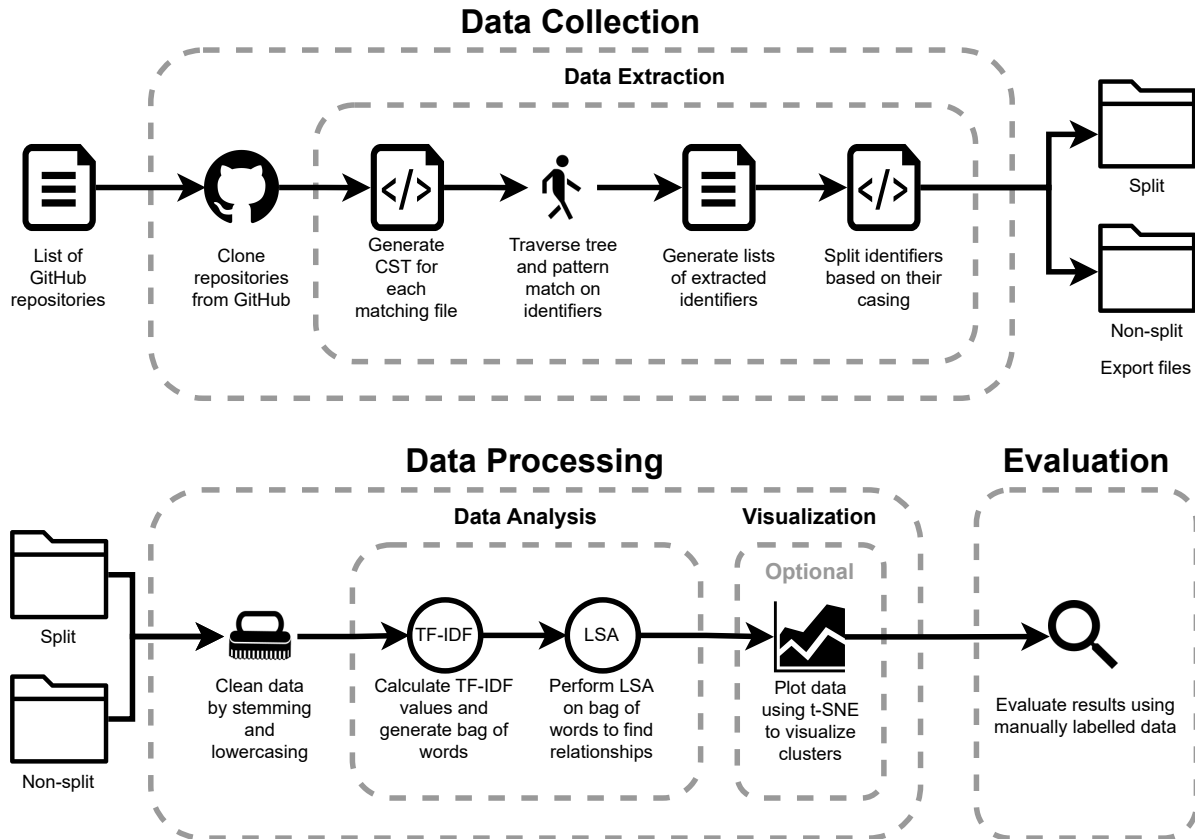 Data Collection
Data Extraction
List of
GitHub
repositories
Clone
repositories
from GitHub
</>
Generate
CST for
each
matching file
Traverse tree
and pattern
match on
identifiers
Generate lists
of extracted
identifiers
</>
Split identifiers
based on their
casing
Split
Non-split
Export files
Data Processing
Evaluation
Data Analysis
Visualization
Optional
Split
Non-split
Clean data
by stemming
and
lowercasing
TF-IDF
Calculate TF-IDF
values and
generate bag of
words
LSA
Perform LSA
on bag of
words to find
relationships
Plot data
using t-SNE
to visualize
clusters
Evaluate results using
manually labelled data